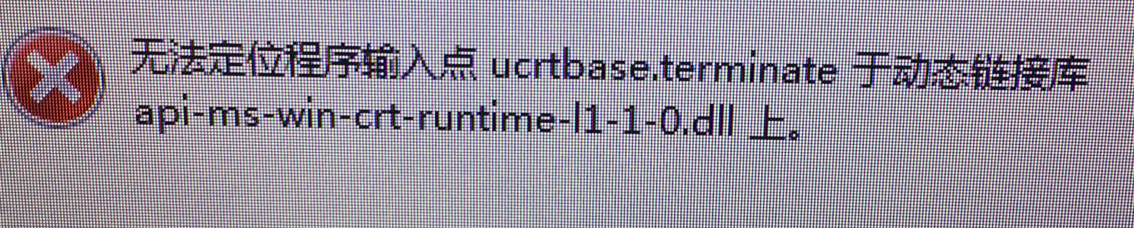 无法定位程序输入点 ucrtbase.terminate 于动态链接库
api-ms-win-crt-runtime-l1-1-0.dll 上。